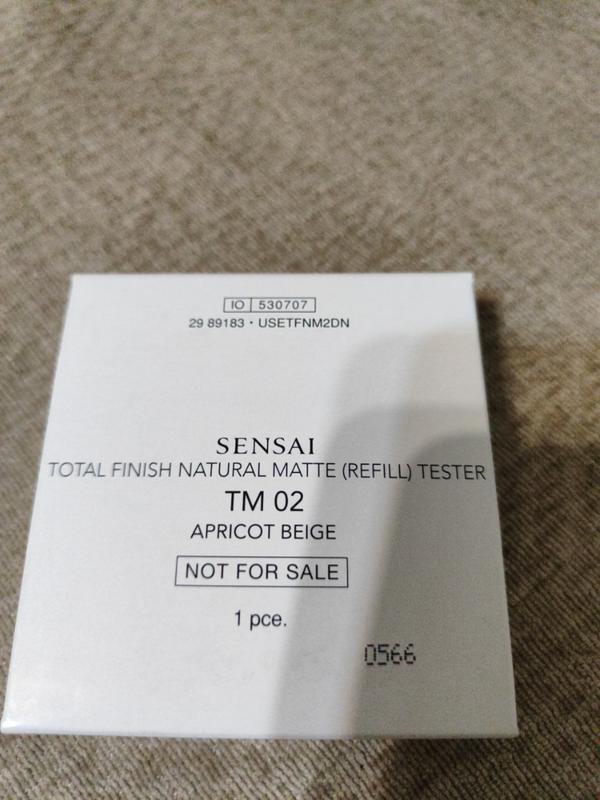 IO 530707
29 89183 · USETFNM2DN
SENSAI
TOTAL FINISH NATURAL MATTE (REFILL) TESTER
TM 02
APRICOT BEIGE
NOT FOR SALE
1 pce.
0566